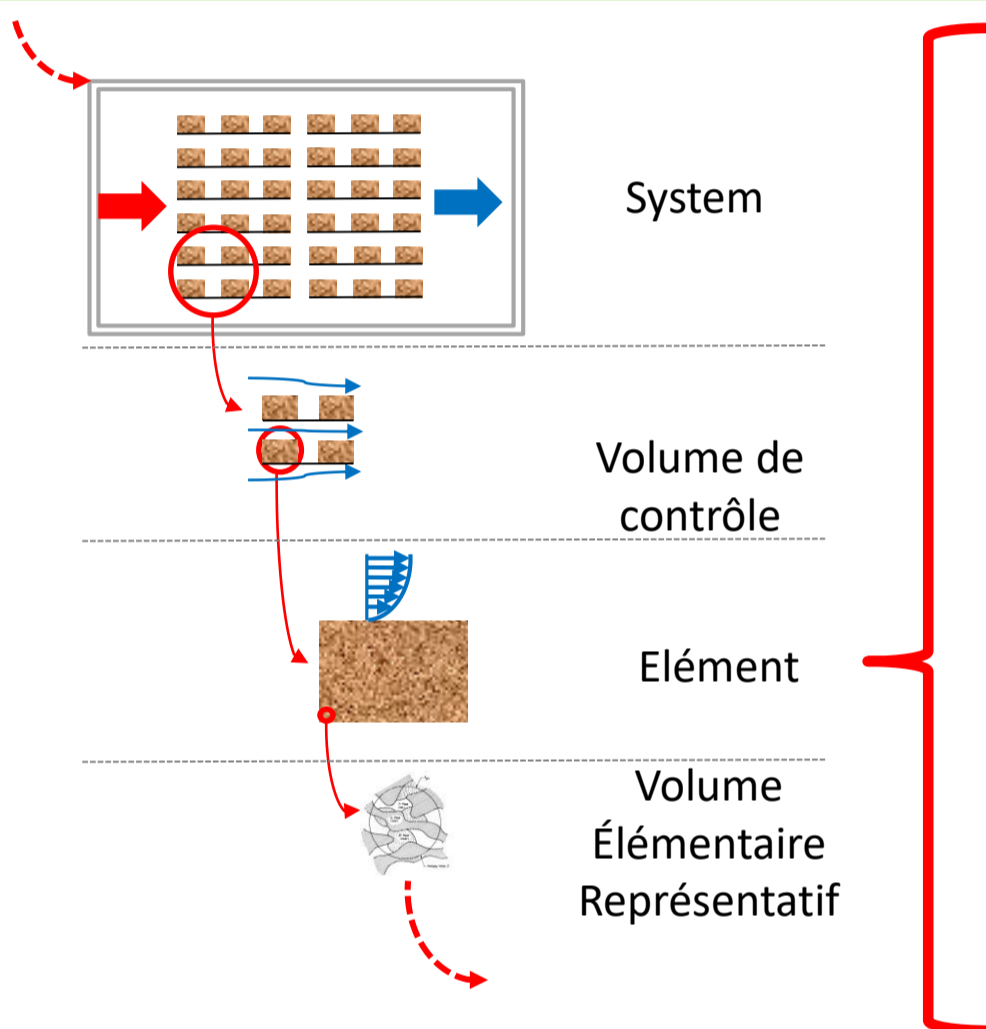 System
Volume de
contrôle
Elément
Volume
Élémentaire
Représentatif